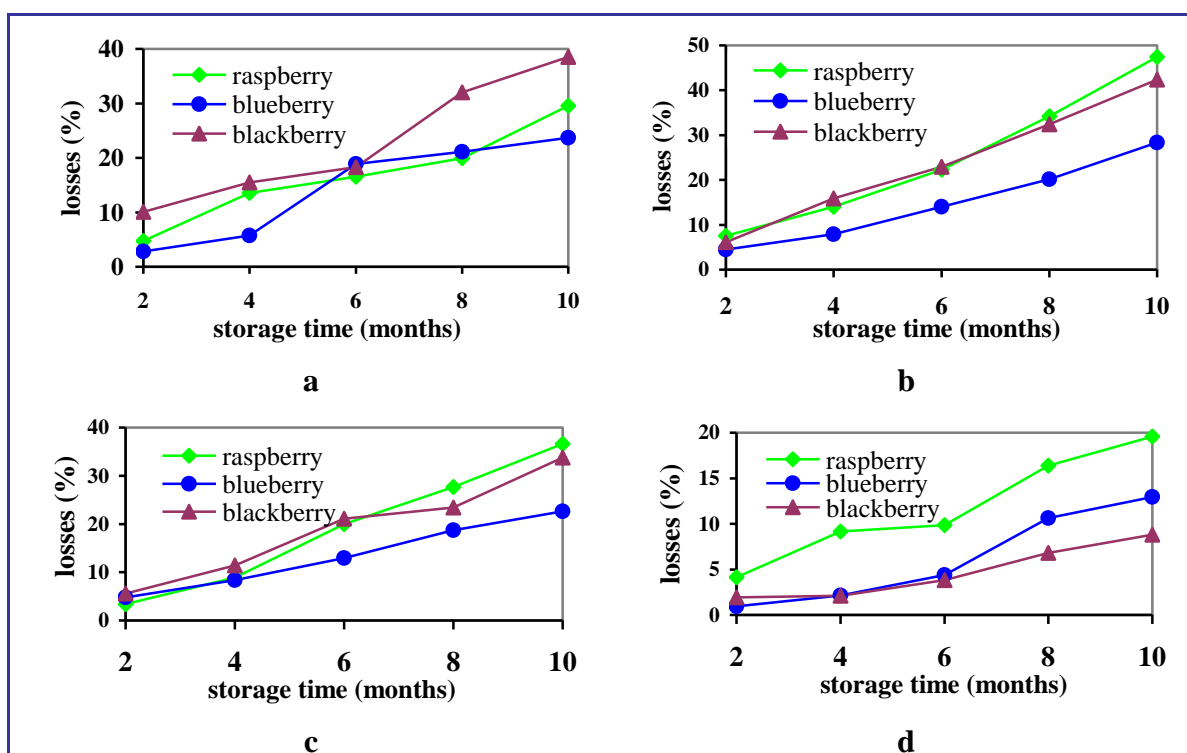 40
30
20
10
0
losses (%)
raspberry
blueberry
blackberry
2 4 6 8 10
storage time (months)
a
50
40
30
20
10
0
losses (%)
raspberry
blueberry
blackberry
2 4 6 8 10
storage time (months)
b
40
30
20
10
0
losses (%)
raspberry
blueberry
blackberry
2 4 6 8 10
storage time (months)
c
20
15
10
5
0
losses (%)
raspberry
blueberry
blackberry
2 4 6 8 10
storage time (months)
d